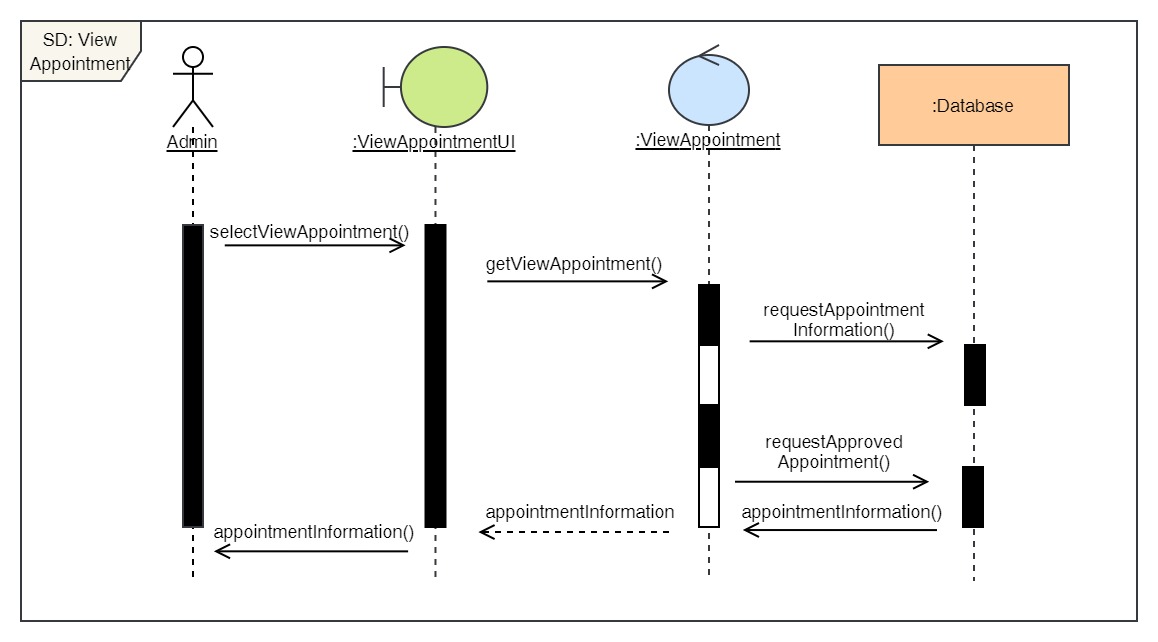 SD: View
Appointment
Admin
:ViewAppointmentUI
:ViewAppointment
:Database
selectViewAppointment()
getViewAppointment()
requestAppointment
Information()
requestApproved
Appointment()
appointmentInformation()
appointmentInformation
appointmentInformation()